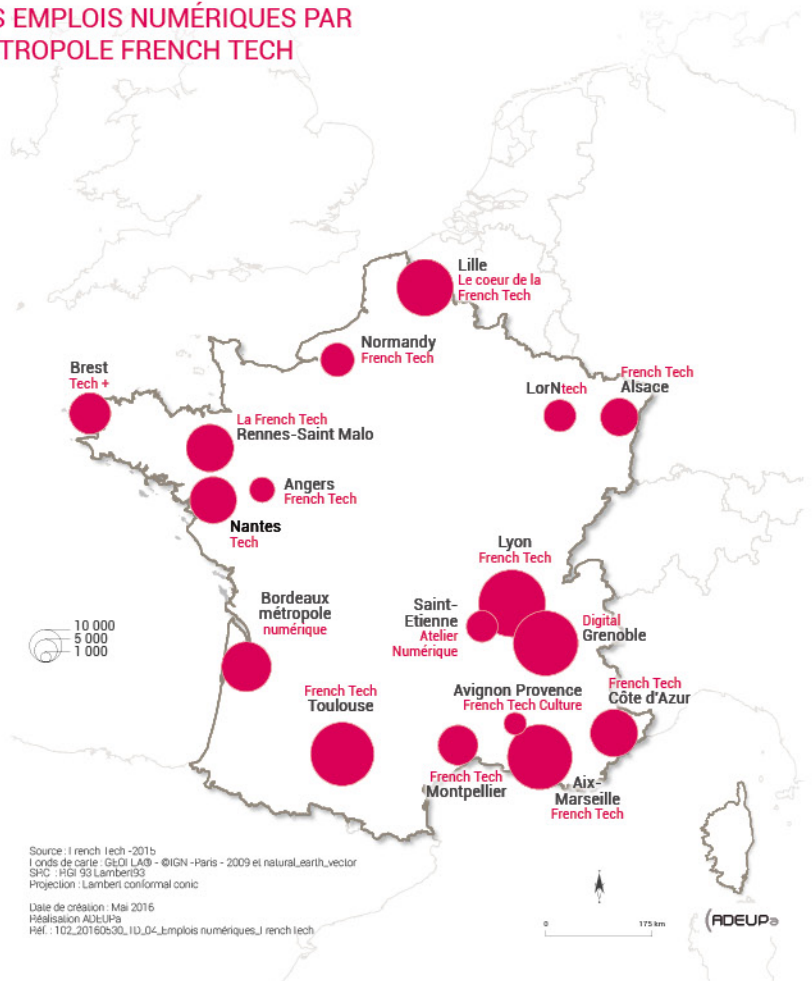 S EMPLOIS NUMÉRIQUES PAR
TROPOLE FRENCH TECH
Lille
Le coeur de la
French Tech
Normandy
French Tech
Brest
Tech +
LorNtech
French Tech
Alsace
La French Tech
Rennes-Saint Malo
Angers
French Tech
Nantes
Tech
Lyon
French Tech
Bordeaux
métropole
numérique
Saint-
Etienne
Atelier
Numérique
Digital
Grenoble
10 000
5 000
1 000
French Tech
Toulouse
Avignon Provence
French Tech Culture
French Tech
Côte d'Azur
French Tech
Montpellier
Aix-
Marseille
French Tech
Source : French Tech -2015
Fonds de carte : GEOFLA® - ©IGN -Paris - 2009 et natural_earth_vector
SRC : RGF 93 Lambert93
Projection : Lambert conformal conic
Date de création : Mai 2016
Réalisation ADEUPa
Réf. : 102_20160530_TD_04_Emplois numériques_French Tech
0 175 km
ADEUPa